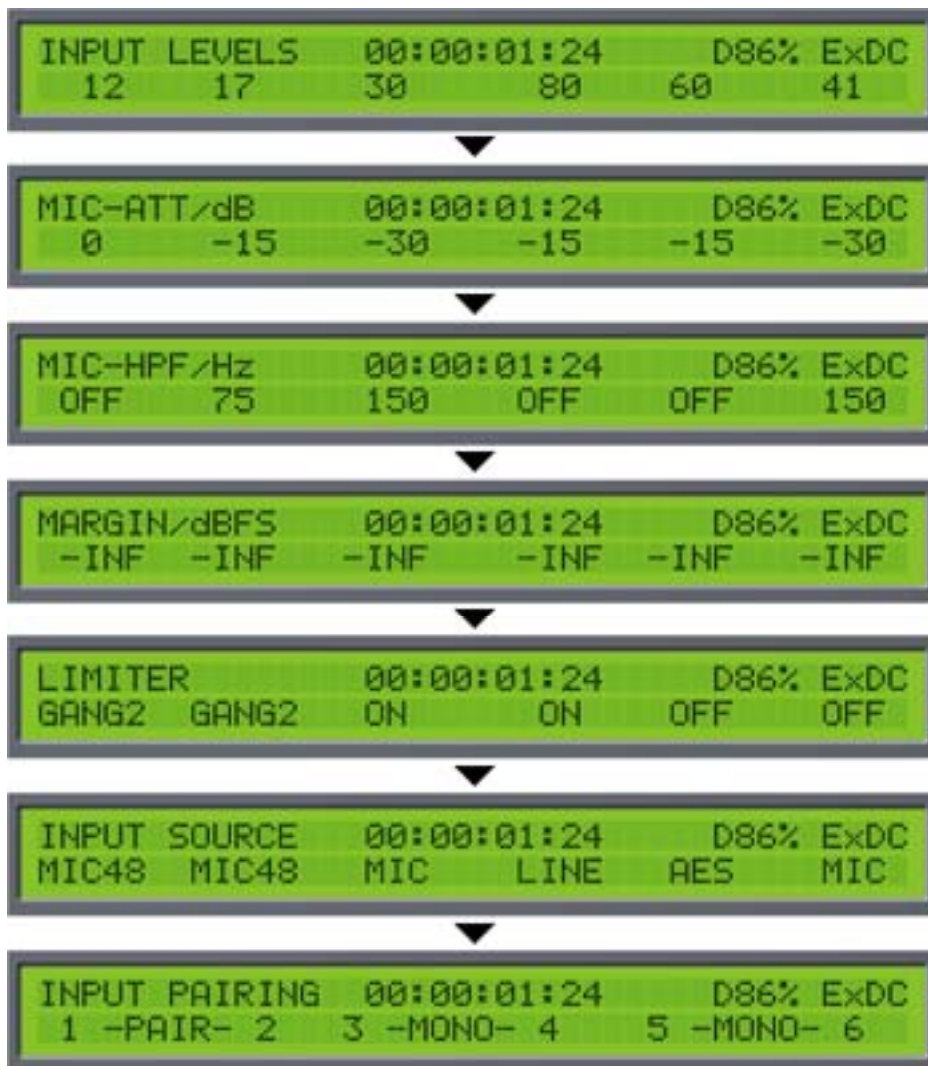 INPUT LEVELS 00:00:01:24 D86% ExDC
12 17 30 80 60 41
MIC-ATT/dB 00:00:01:24 D86% ExDC
0 -15 -30 -15 -15 -30
MIC-HPF/Hz 00:00:01:24 D86% ExDC
OFF 75 150 OFF OFF 150
MARGIN/dBFS 00:00:01:24 D86% ExDC
-INF -INF -INF -INF -INF -INF
LIMITER 00:00:01:24 D86% ExDC
GANG2 GANG2 ON ON OFF OFF
INPUT SOURCE 00:00:01:24 D86% ExDC
MIC48 MIC48 MIC LINE AES MIC
INPUT PAIRING 00:00:01:24 D86% ExDC
1 -PAIR- 2 3 -MONO- 4 5 -MONO- 6